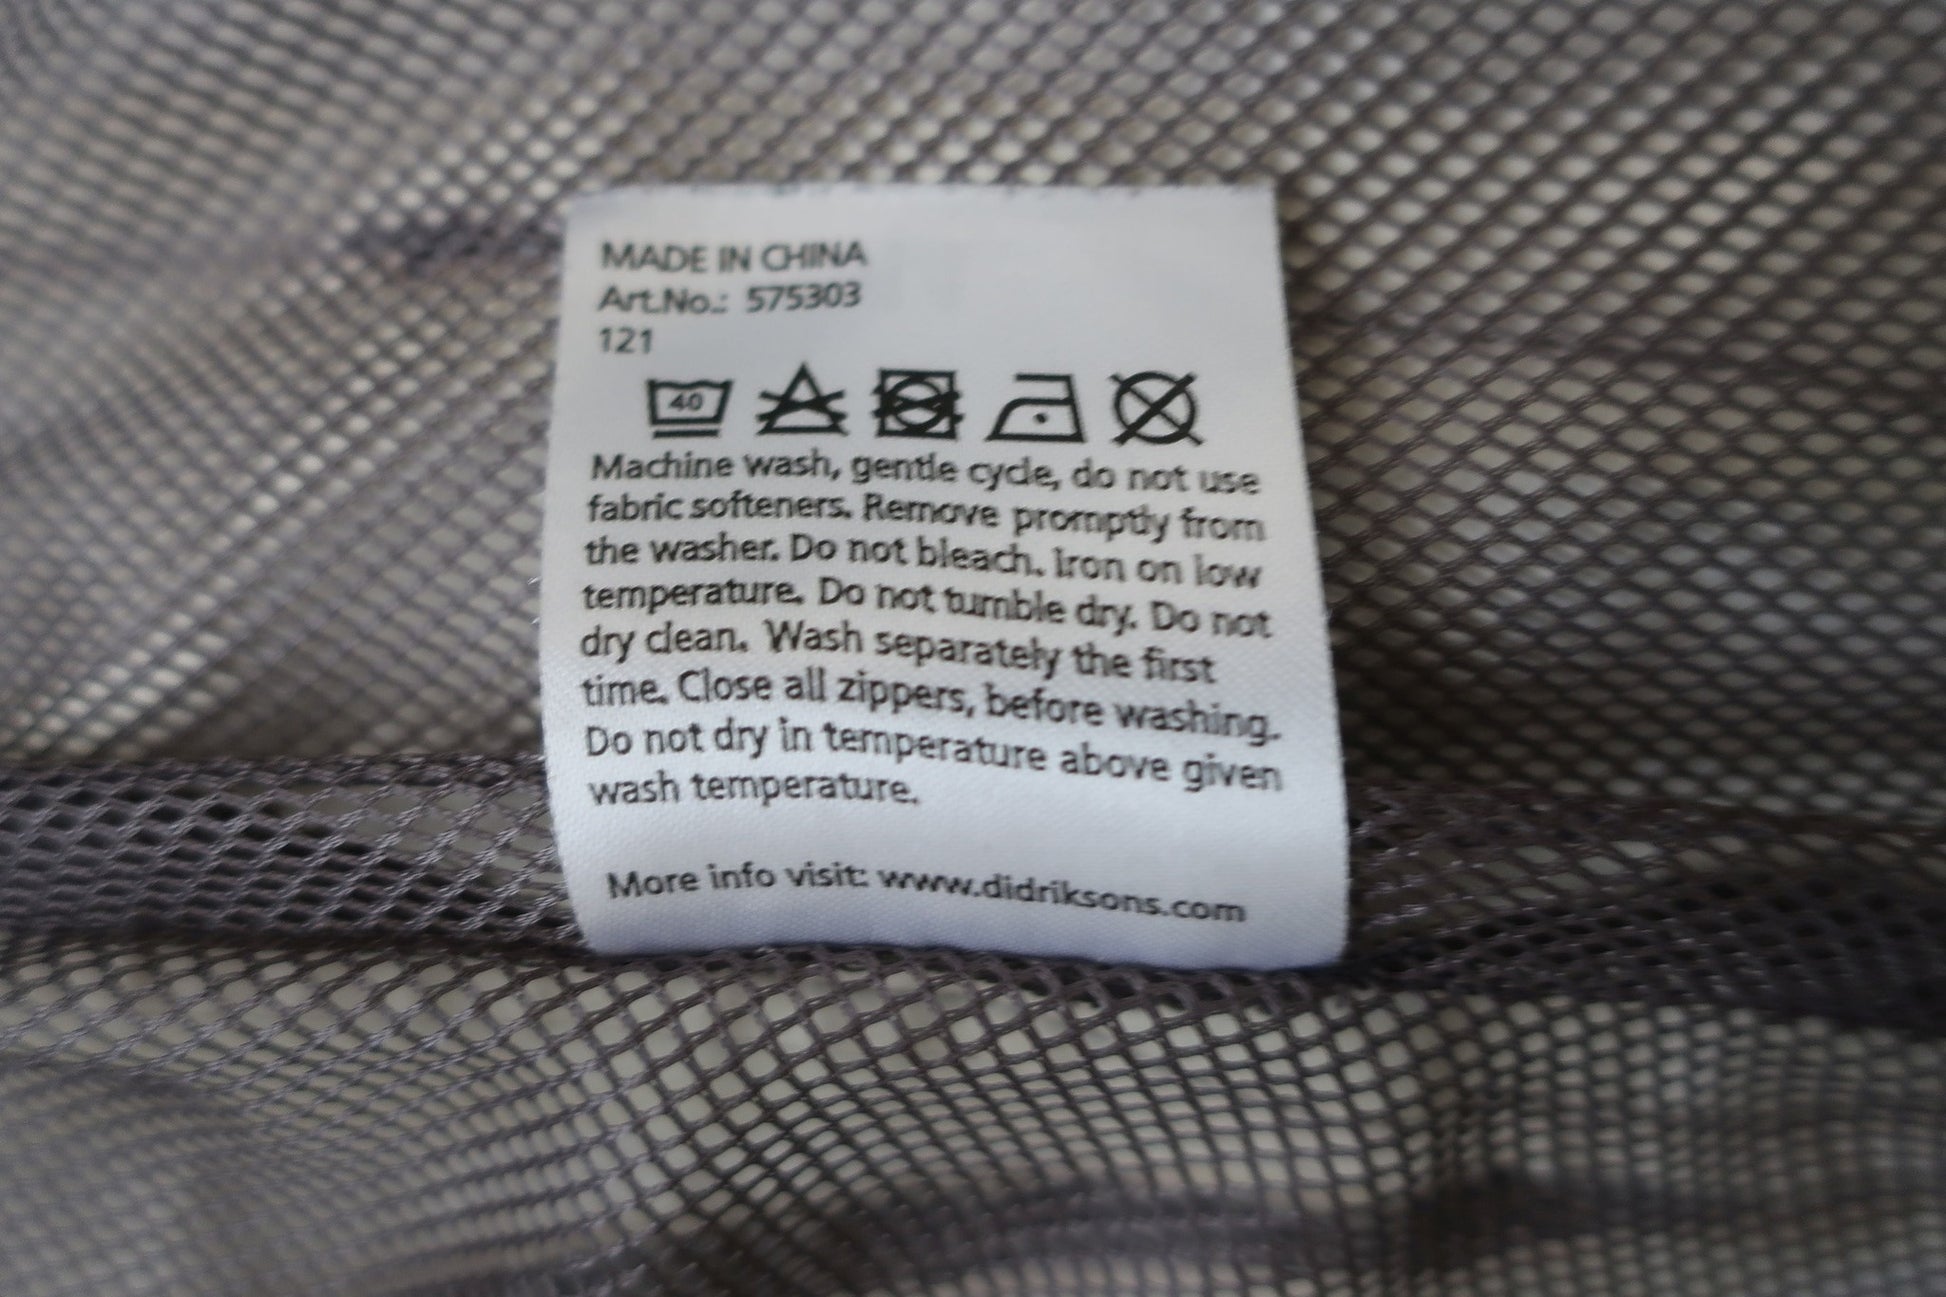 MADE IN CHINA
Art.No.: 575303
121
40
Machine wash, gentle cycle, do not use
fabric softeners. Remove promptly from
the washer. Do not bleach. Iron on low
temperature. Do not tumble dry. Do not
dry clean. Wash separately the first
time. Close all zippers, before washing.
Do not dry in temperature above given
wash temperature.
More info visit: www.didriksons.com